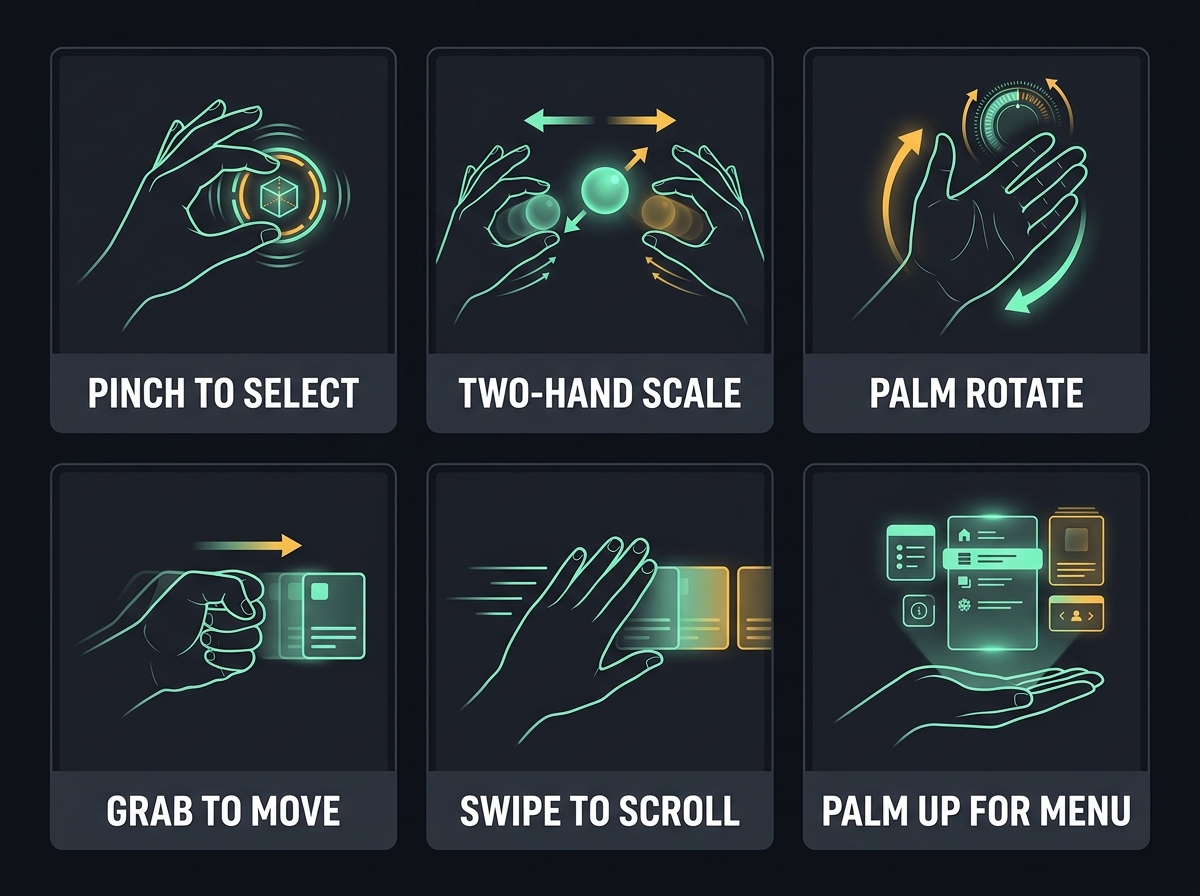 PINCH TO SELECT
TWO-HAND SCALE
PALM ROTATE
GRAB TO MOVE
SWIPE TO SCROLL
PALM UP FOR MENU